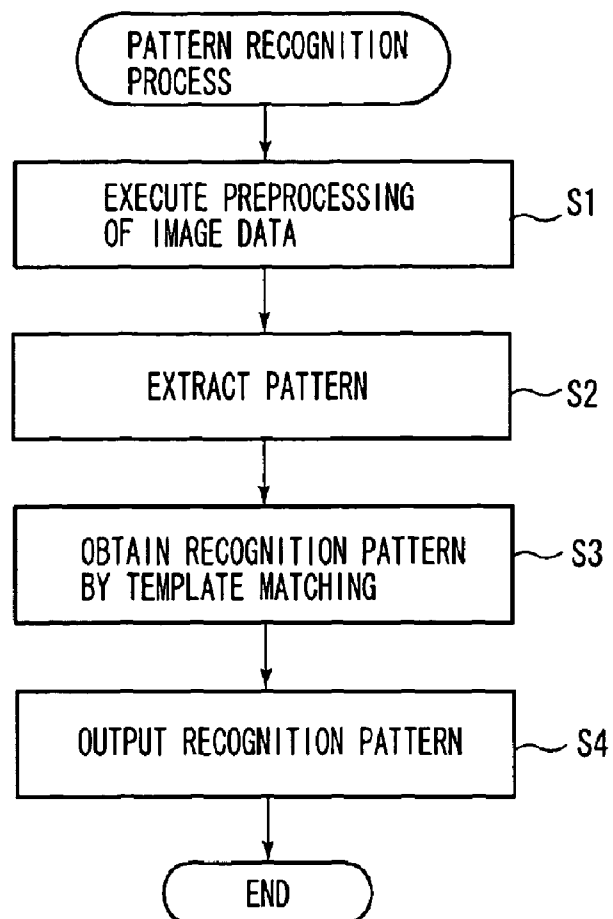 PATTERN RECOGNITION
PROCESS
EXECUTE PREPROCESSING
OF IMAGE DATA
S1
EXTRACT PATTERN
S2
OBTAIN RECOGNITION PATTERN
BY TEMPLATE MATCHING
S3
OUTPUT RECOGNITION PATTERN
S4
END